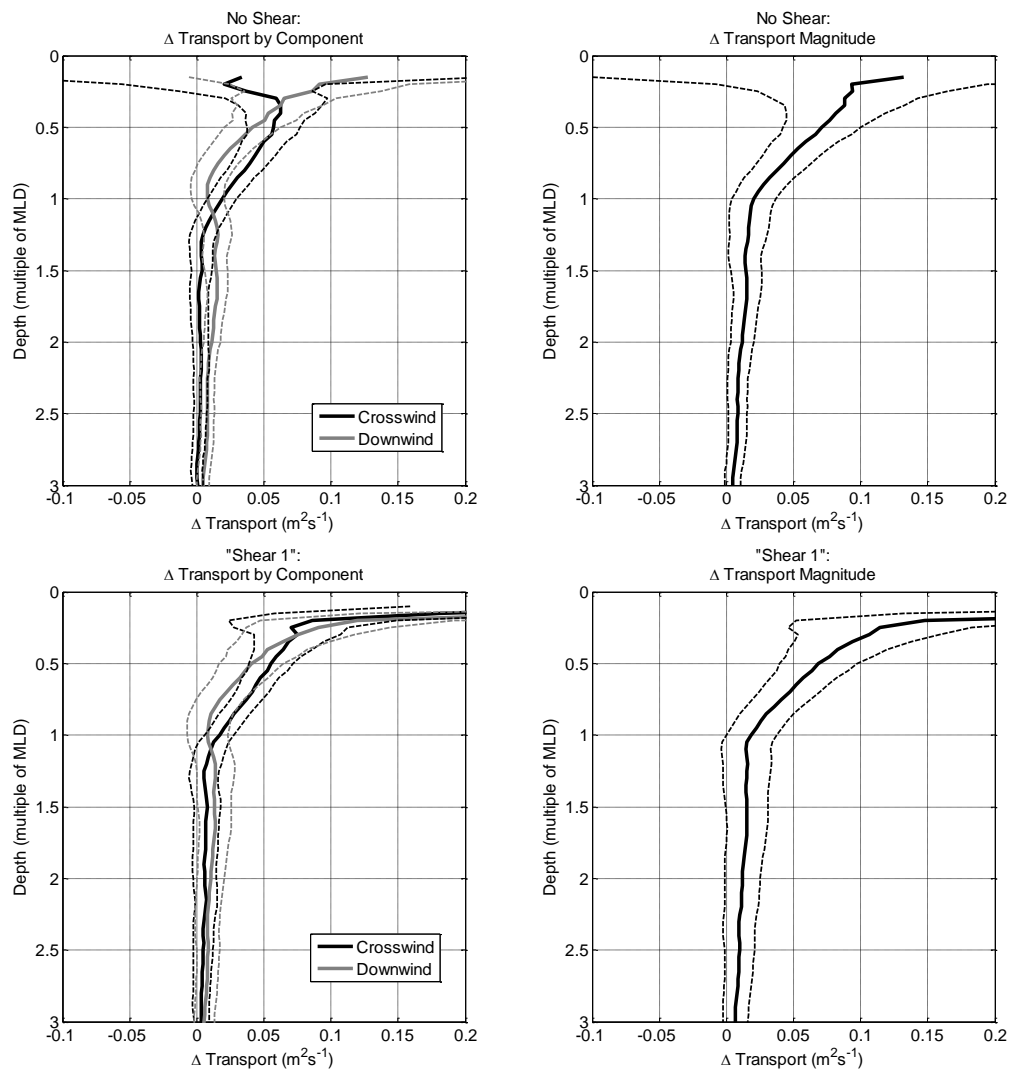 No Shear:
Δ Transport by Component
0
0.5
1
1.5
2
2.5
3
-0.1
-0.05
0
0.05
0.1
0.15
0.2
Depth (multiple of MLD)
Δ Transport (m²s⁻¹)
Crosswind
Downwind
No Shear:
Δ Transport Magnitude
0
0.5
1
1.5
2
2.5
3
-0.1
-0.05
0
0.05
0.1
0.15
0.2
Depth (multiple of MLD)
Δ Transport (m²s⁻¹)
"Shear 1":
Δ Transport by Component
0
0.5
1
1.5
2
2.5
3
-0.1
-0.05
0
0.05
0.1
0.15
0.2
Depth (multiple of MLD)
Δ Transport (m²s⁻¹)
Crosswind
Downwind
"Shear 1":
Δ Transport Magnitude
0
0.5
1
1.5
2
2.5
3
-0.1
-0.05
0
0.05
0.1
0.15
0.2
Depth (multiple of MLD)
Δ Transport (m²s⁻¹)